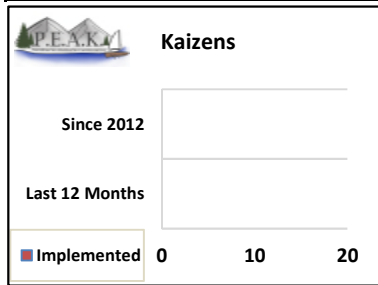 P.E.A.K.
Kaizens
Since 2012
Last 12 Months
Implemented 0 10 20